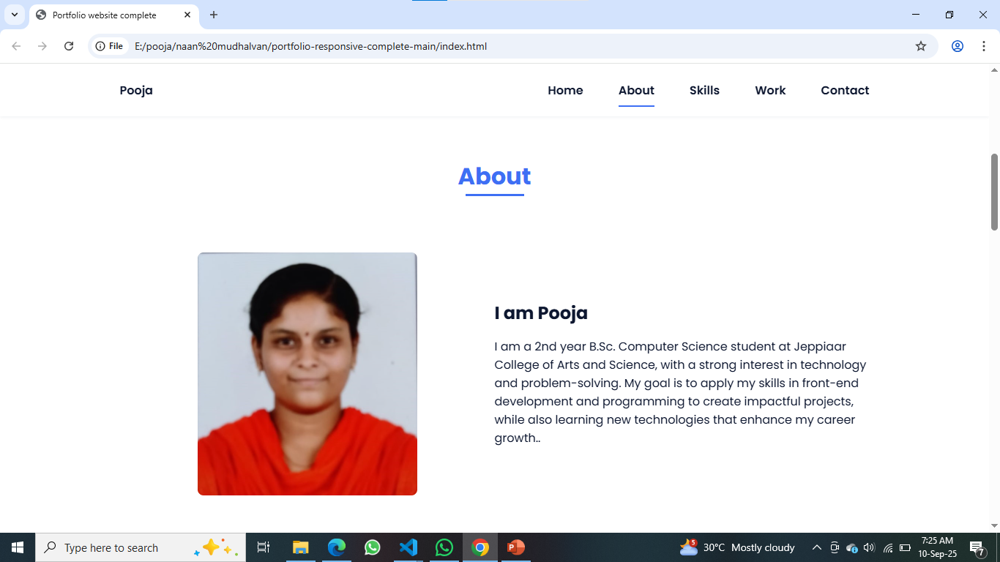 Portfolio website complete
File E:/pooja/naan%20mudhalvan/portfolio-responsive-complete-main/index.html
Pooja Home About Skills Work Contact
About
I am Pooja
I am a 2nd year B.Sc. Computer Science student at Jeppiaar
College of Arts and Science, with a strong interest in technology
and problem-solving. My goal is to apply my skills in front-end
development and programming to create impactful projects,
while also learning new technologies that enhance my career
growth..
Type here to search
30°C Mostly cloudy
5
7:25 AM
10-Sep-25
7